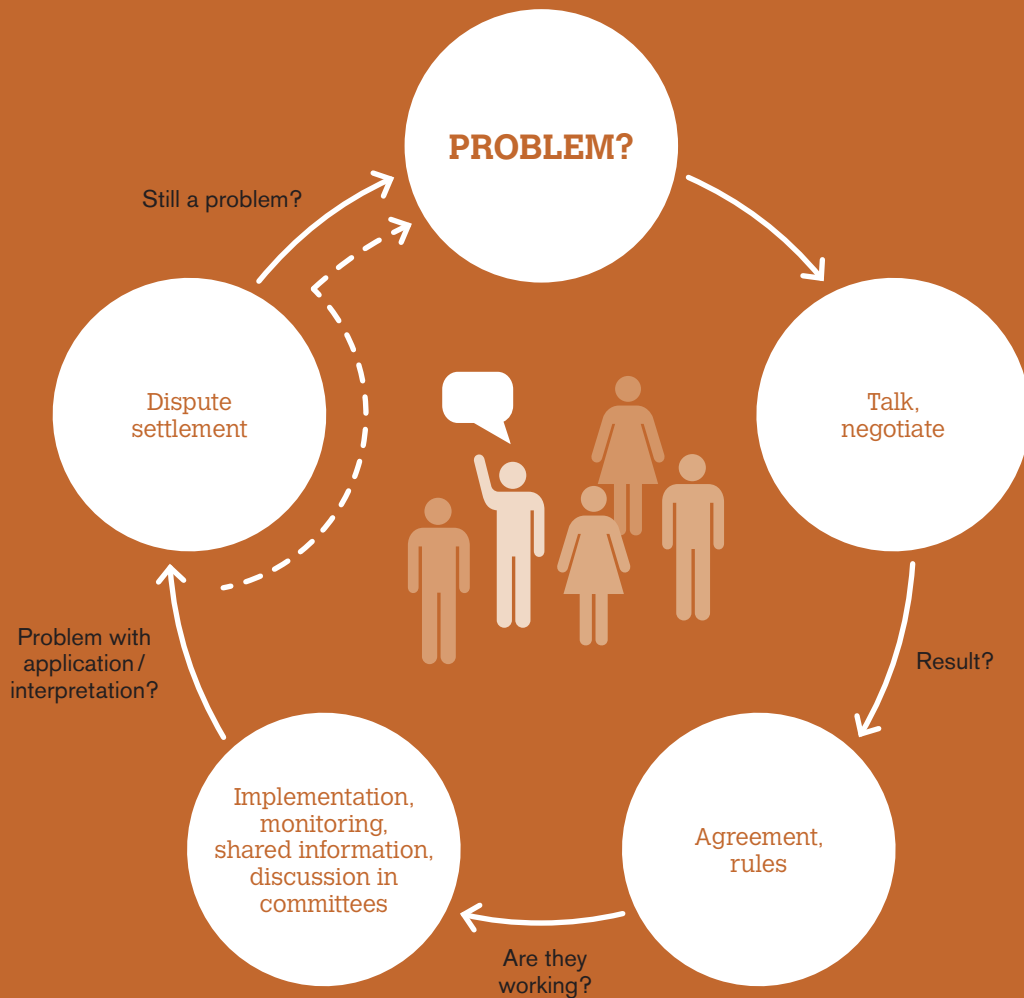 PROBLEM?
Still a problem?
Dispute
settlement
Talk,
negotiate
Problem with
application /
interpretation?
Result?
Implementation,
monitoring,
shared information,
discussion in
committees
Agreement,
rules
Are they
working?